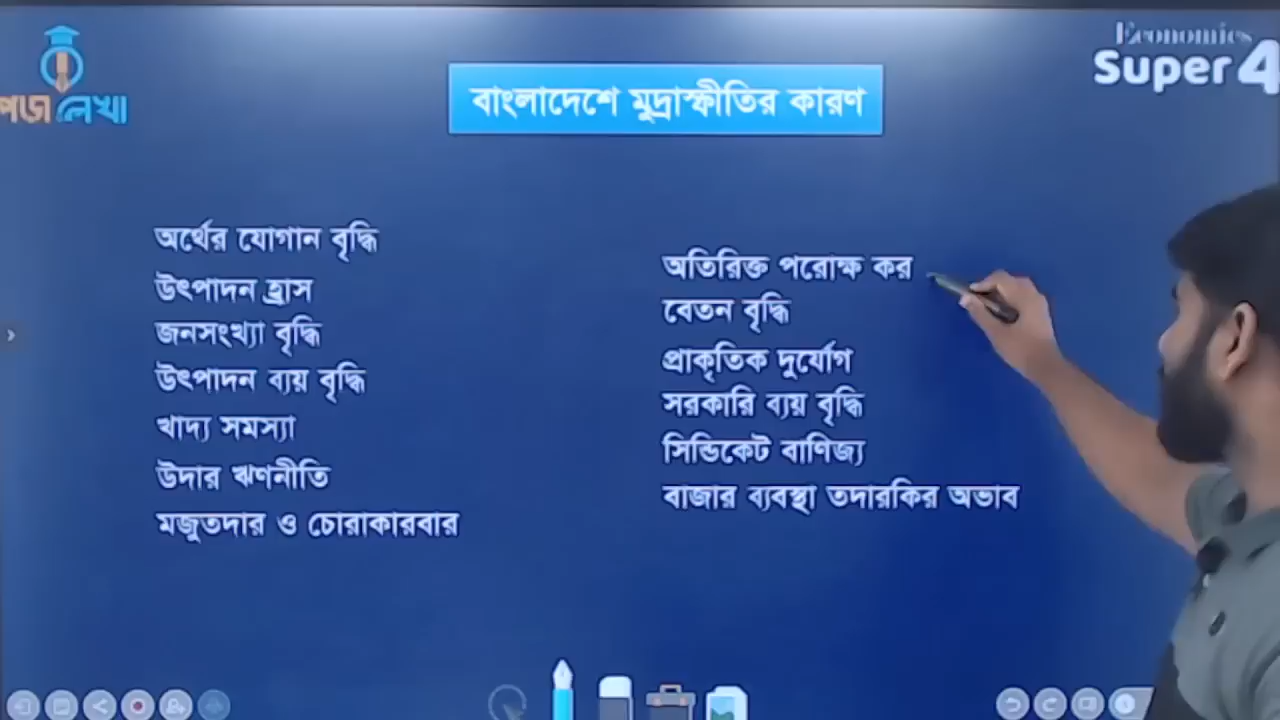 পড়ালেখা
Economics
Super 4
বাংলাদেশে মুদ্রাস্ফীতির কারণ
অর্থের যোগান বৃদ্ধি
উৎপাদন হ্রাস
জনসংখ্যা বৃদ্ধি
উৎপাদন ব্যয় বৃদ্ধি
খাদ্য সমস্যা
উদার ঋণনীতি
মজুতদার ও চোরাকারবার
অতিরিক্ত পরোক্ষ কর
বেতন বৃদ্ধি
প্রাকৃতিক দুর্যোগ
সরকারি ব্যয় বৃদ্ধি
সিন্ডিকেট বাণিজ্য
বাজার ব্যবস্থা তদারকির অভাব